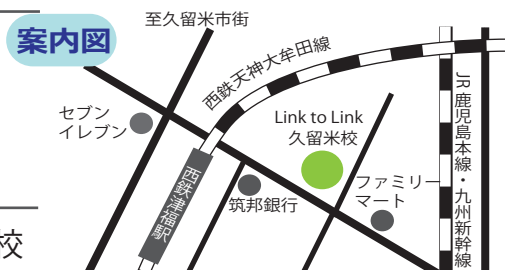 案内図
至久留米市街
西鉄天神大牟田線
セブン
イレブン
Link to Link
久留米校
ファミリー
マート
筑邦銀行
西鉄津福駅
JR鹿児島本線・九州新幹線
校